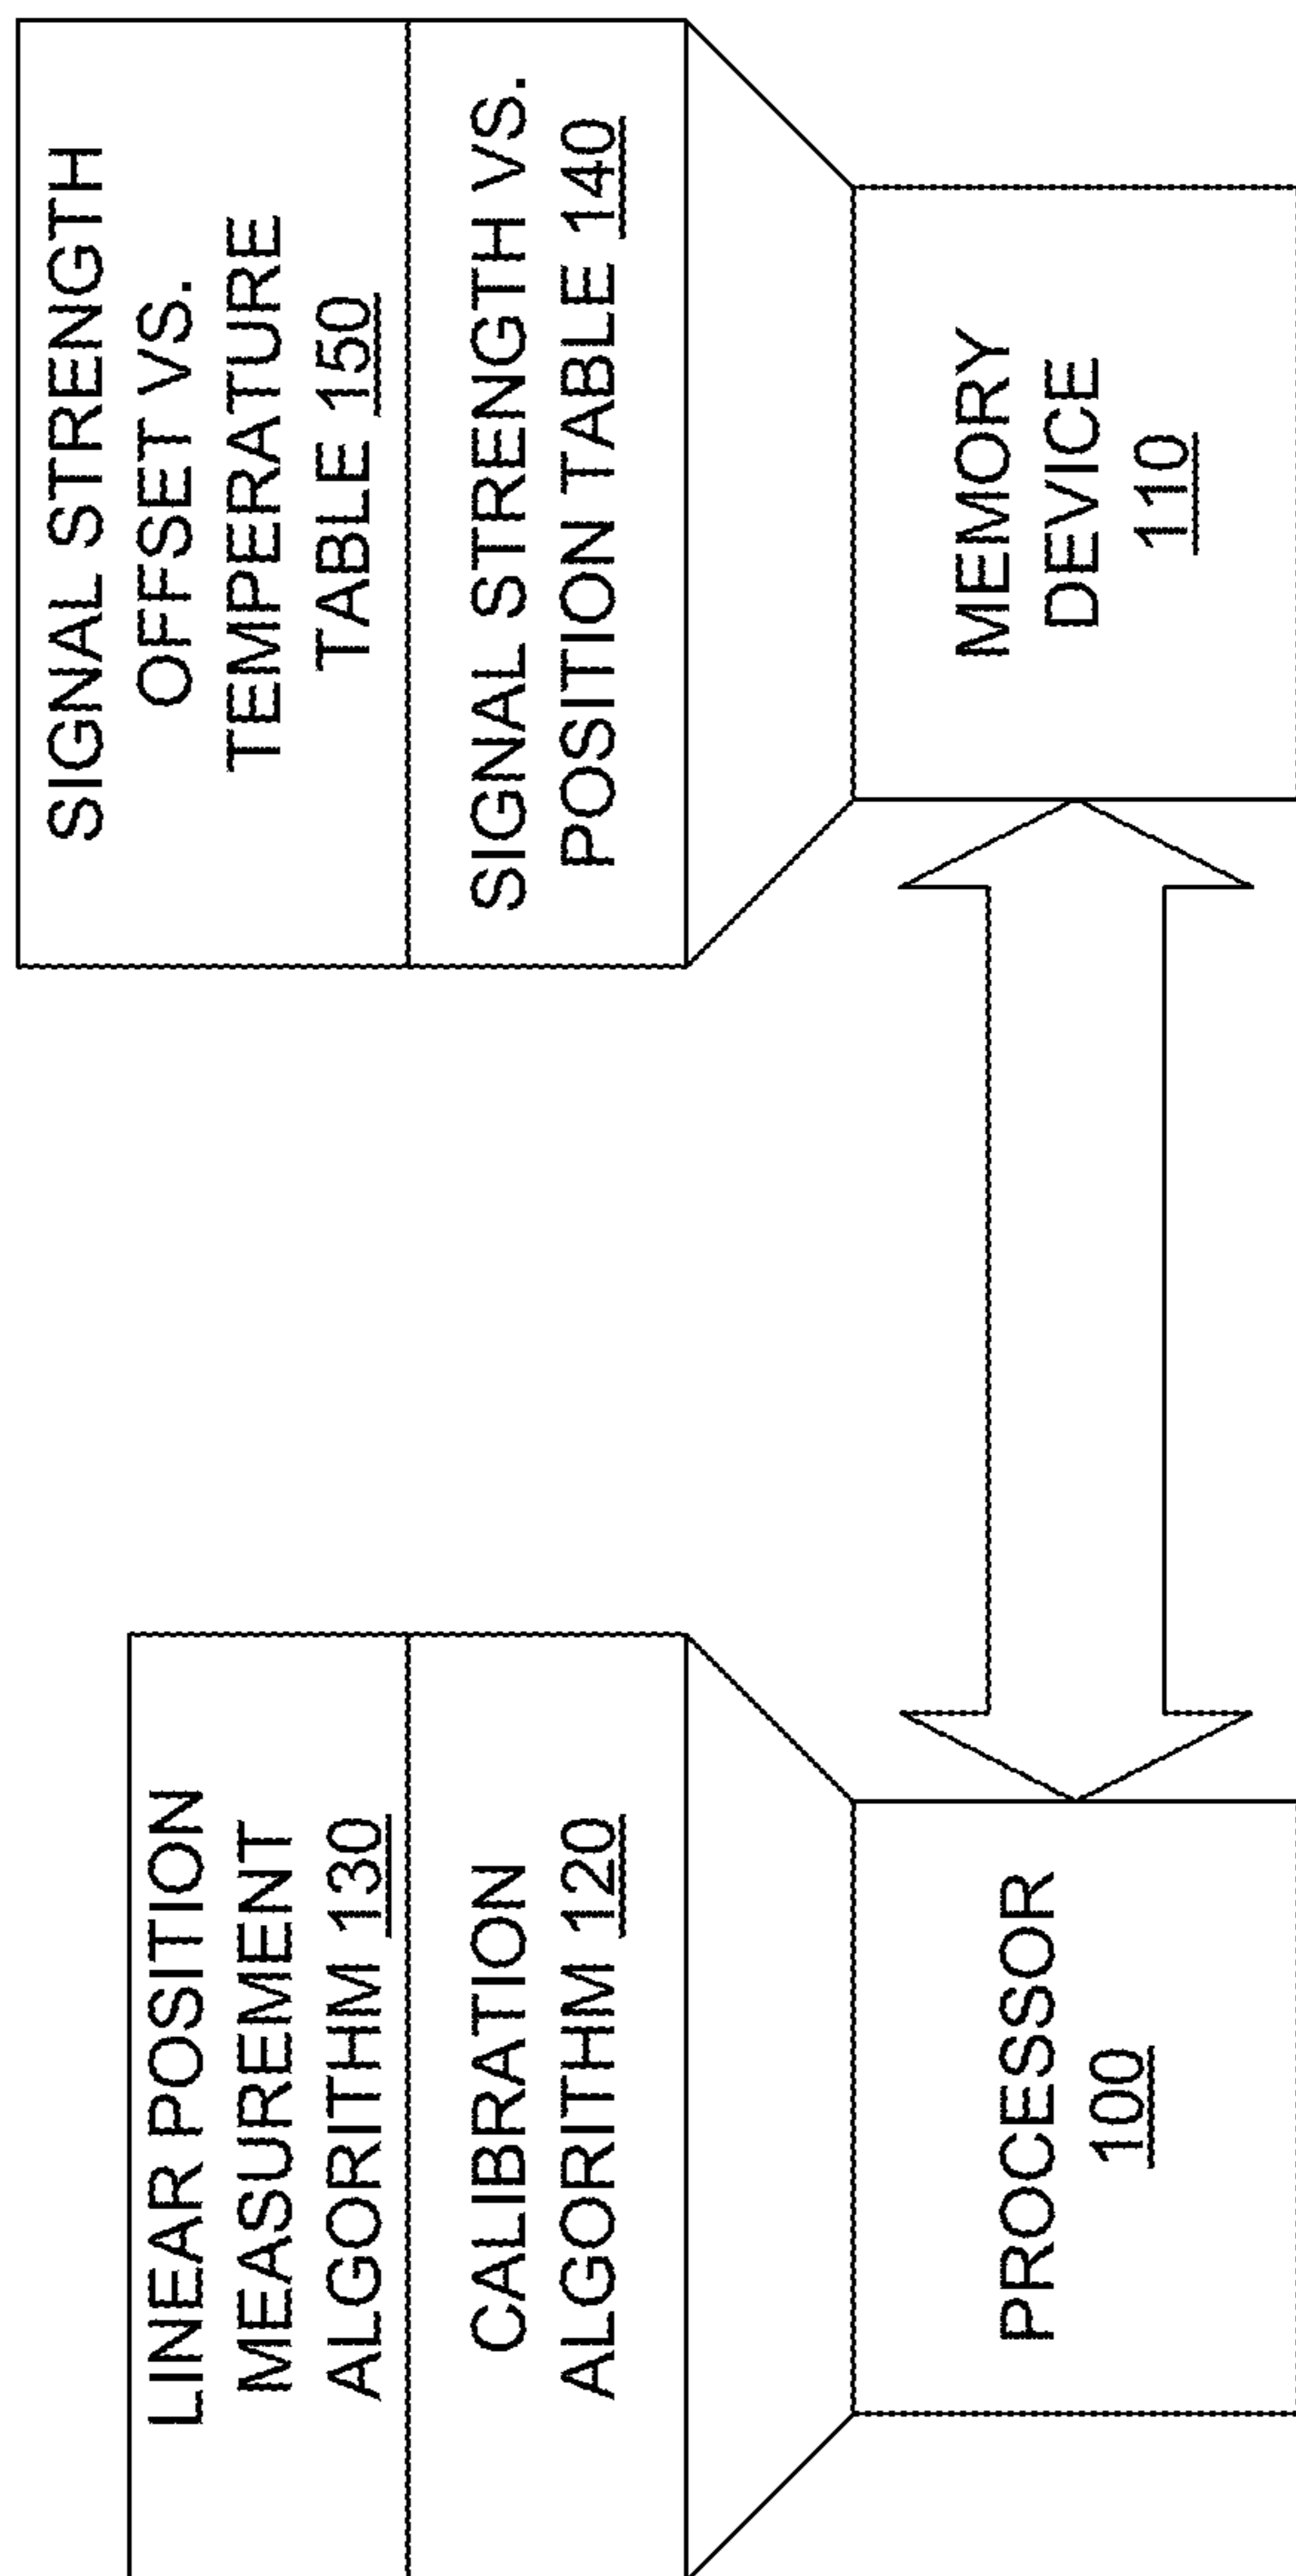 LINEAR POSITION
MEASUREMENT
ALGORITHM 130
CALIBRATION
ALGORITHM 120
PROCESSOR
100
SIGNAL STRENGTH
OFFSET VS.
TEMPERATURE
TABLE 150
SIGNAL STRENGTH VS.
POSITION TABLE 140
MEMORY
DEVICE
110